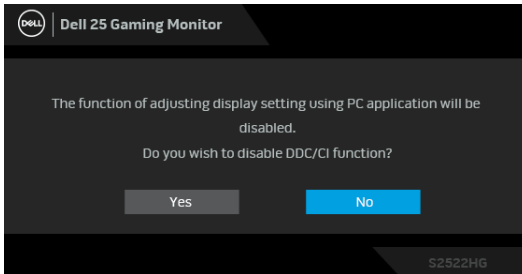 DELL
Dell 25 Gaming Monitor
The function of adjusting display setting using PC application will be
disabled.
Do you wish to disable DDC/CI function?
Yes
No
S2522HG